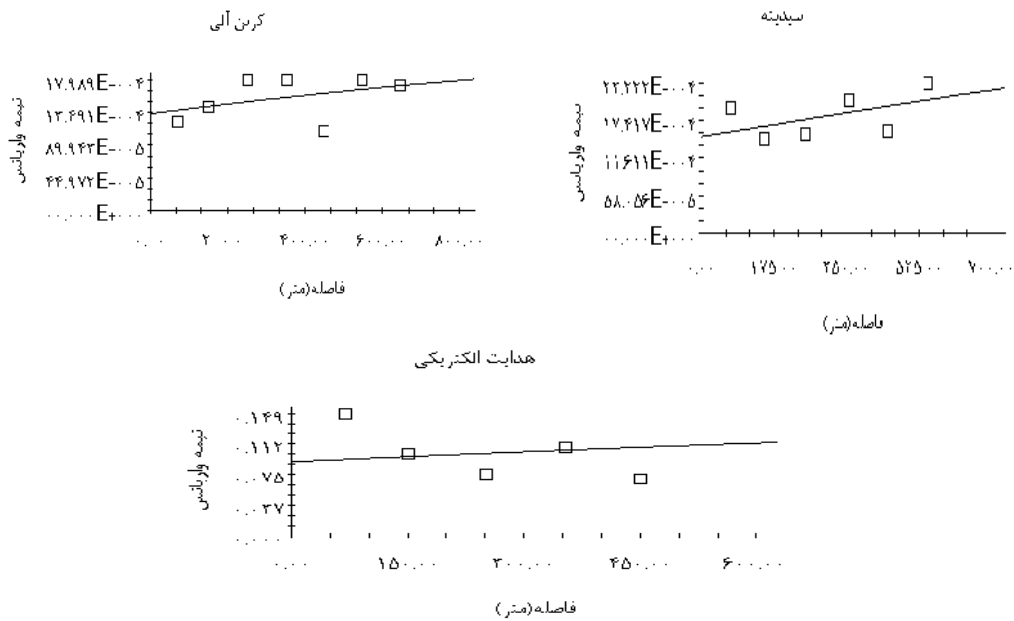 کربن آلی
نیمه واریانس
۱۷.۹۸۹E-۰۰۴
۱۳.۴۹۱E-۰۰۴
۸۹.۹۴۳E-۰۰۵
۴۴.۹۷۲E-۰۰۵
۰۰.۰۰۰E+۰۰۰
۰.۰۰ ۲۰۰.۰۰ ۴۰۰.۰۰ ۶۰۰.۰۰ ۸۰۰.۰۰
فاصله(متر)
سیدیته
نیمه واریانس
۲۳.۲۲۲E-۰۰۴
۱۷.۴۱۷E-۰۰۴
۱۱.۶۱۱E-۰۰۴
۵۸.۰۵۶E-۰۰۵
۰۰.۰۰۰E+۰۰۰
۰.۰۰ ۱۷۵.۰۰ ۳۵۰.۰۰ ۵۲۵.۰۰ ۷۰۰.۰۰
فاصله(متر)
هدایت الکتریکی
نیمه واریانس
۰.۱۴۹
۰.۱۱۲
۰.۰۷۵
۰.۰۳۷
۰.۰۰۰
۰.۰۰ ۱۵۰.۰۰ ۳۰۰.۰۰ ۴۵۰.۰۰ ۶۰۰.۰۰
فاصله(متر)